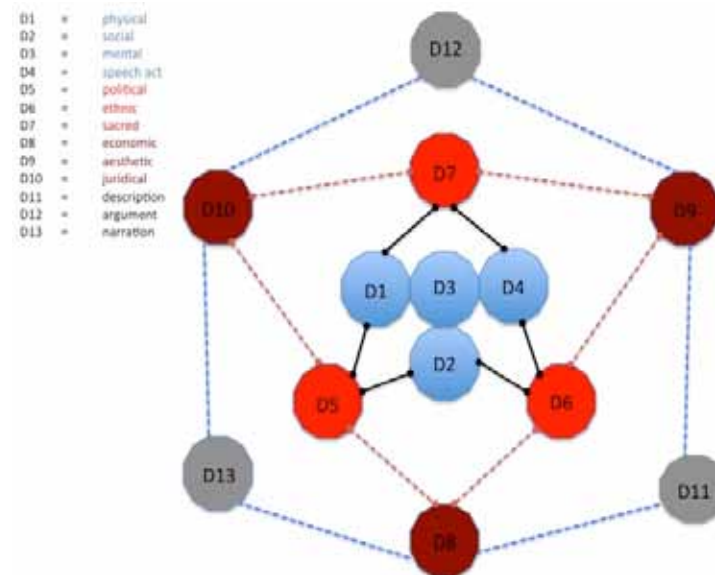 D1 = physical
D2 = social
D3 = mental
D4 = speech act
D5 = political
D6 = ethnic
D7 = sacred
D8 = economic
D9 = aesthetic
D10 = juridical
D11 = description
D12 = argument
D13 = narration
D12
D7
D10
D9
D1
D3
D4
D2
D5
D6
D13
D11
D8